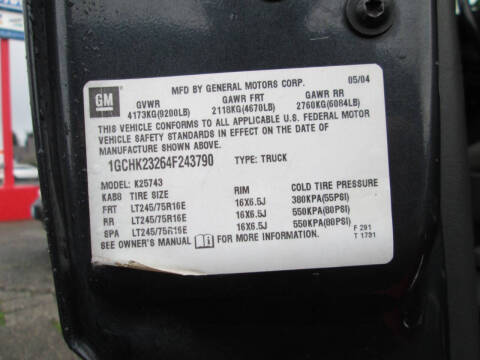 GM
MFD BY GENERAL MOTORS CORP. 05/04
GVWR GAWR FRT GAWR RR
4173KG(9200LB) 2118KG(4670LB) 2760KG(6084LB)
THIS VEHICLE CONFORMS TO ALL APPLICABLE U.S. FEDERAL MOTOR
VEHICLE SAFETY STANDARDS IN EFFECT ON THE DATE OF
MANUFACTURE SHOWN ABOVE.
1GCHK23264F243790 TYPE: TRUCK
MODEL: K25743
KAB8 TIRE SIZE RIM COLD TIRE PRESSURE
FRT LT245/75R16E 16X6.5J 380KPA(55PSI)
RR LT245/75R16E 16X6.5J 550KPA(80PSI)
SPA LT245/75R16E 16X6.5J 550KPA(80PSI)
SEE OWNER'S MANUAL FOR MORE INFORMATION.
F 291
T 1731